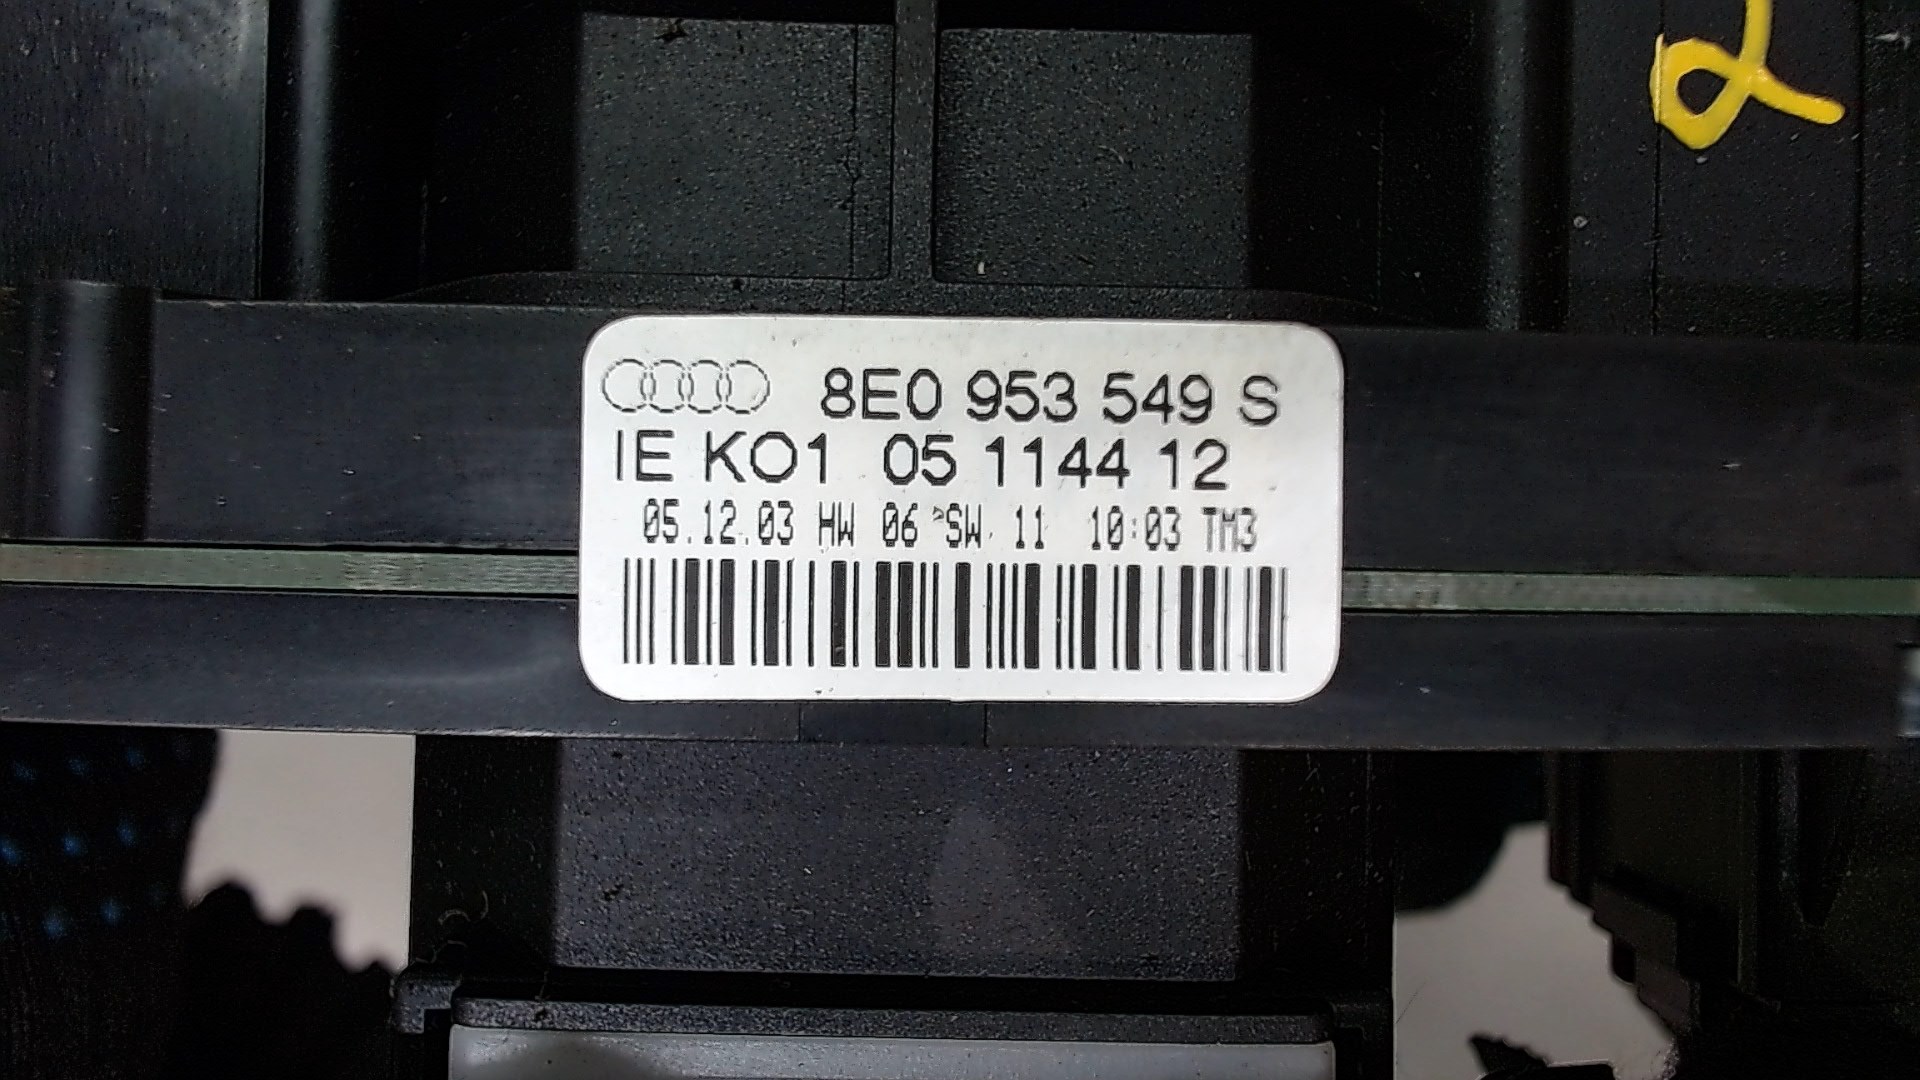 8E0 953 549 S
IE KO1 05 1144 12
05.12.03 HW 06 SW 11 10:03 TM3